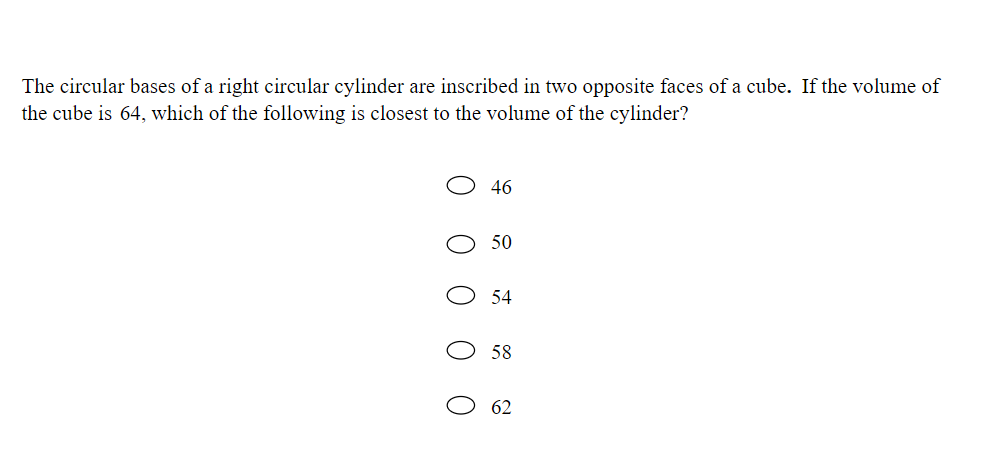 The circular bases of a right circular cylinder are inscribed in two opposite faces of a cube. If the volume of
the cube is 64, which of the following is closest to the volume of the cylinder?
46
50
54
58
62